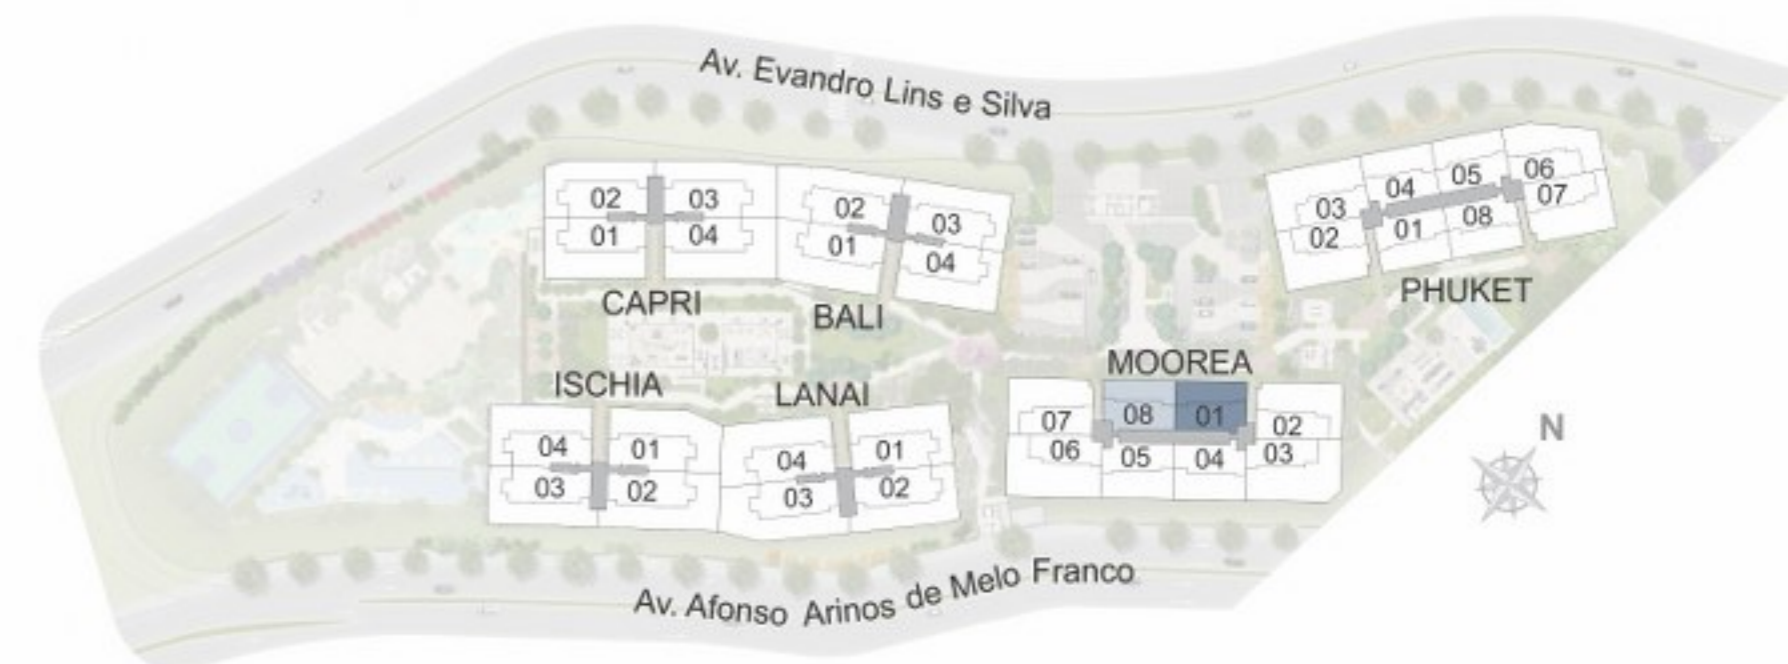 Av. Evandro Lins e Silva
02 03
01 04
CAPRI
02 03
01 04
BALI
04 05 06
03 07
02 01 08
PHUKET
ISCHIA
04 01
03 02
LANAI
04 01
03 02
MOOREA
07 08 01 02
06 05 04 03
N
Av. Afonso Arinos de Melo Franco